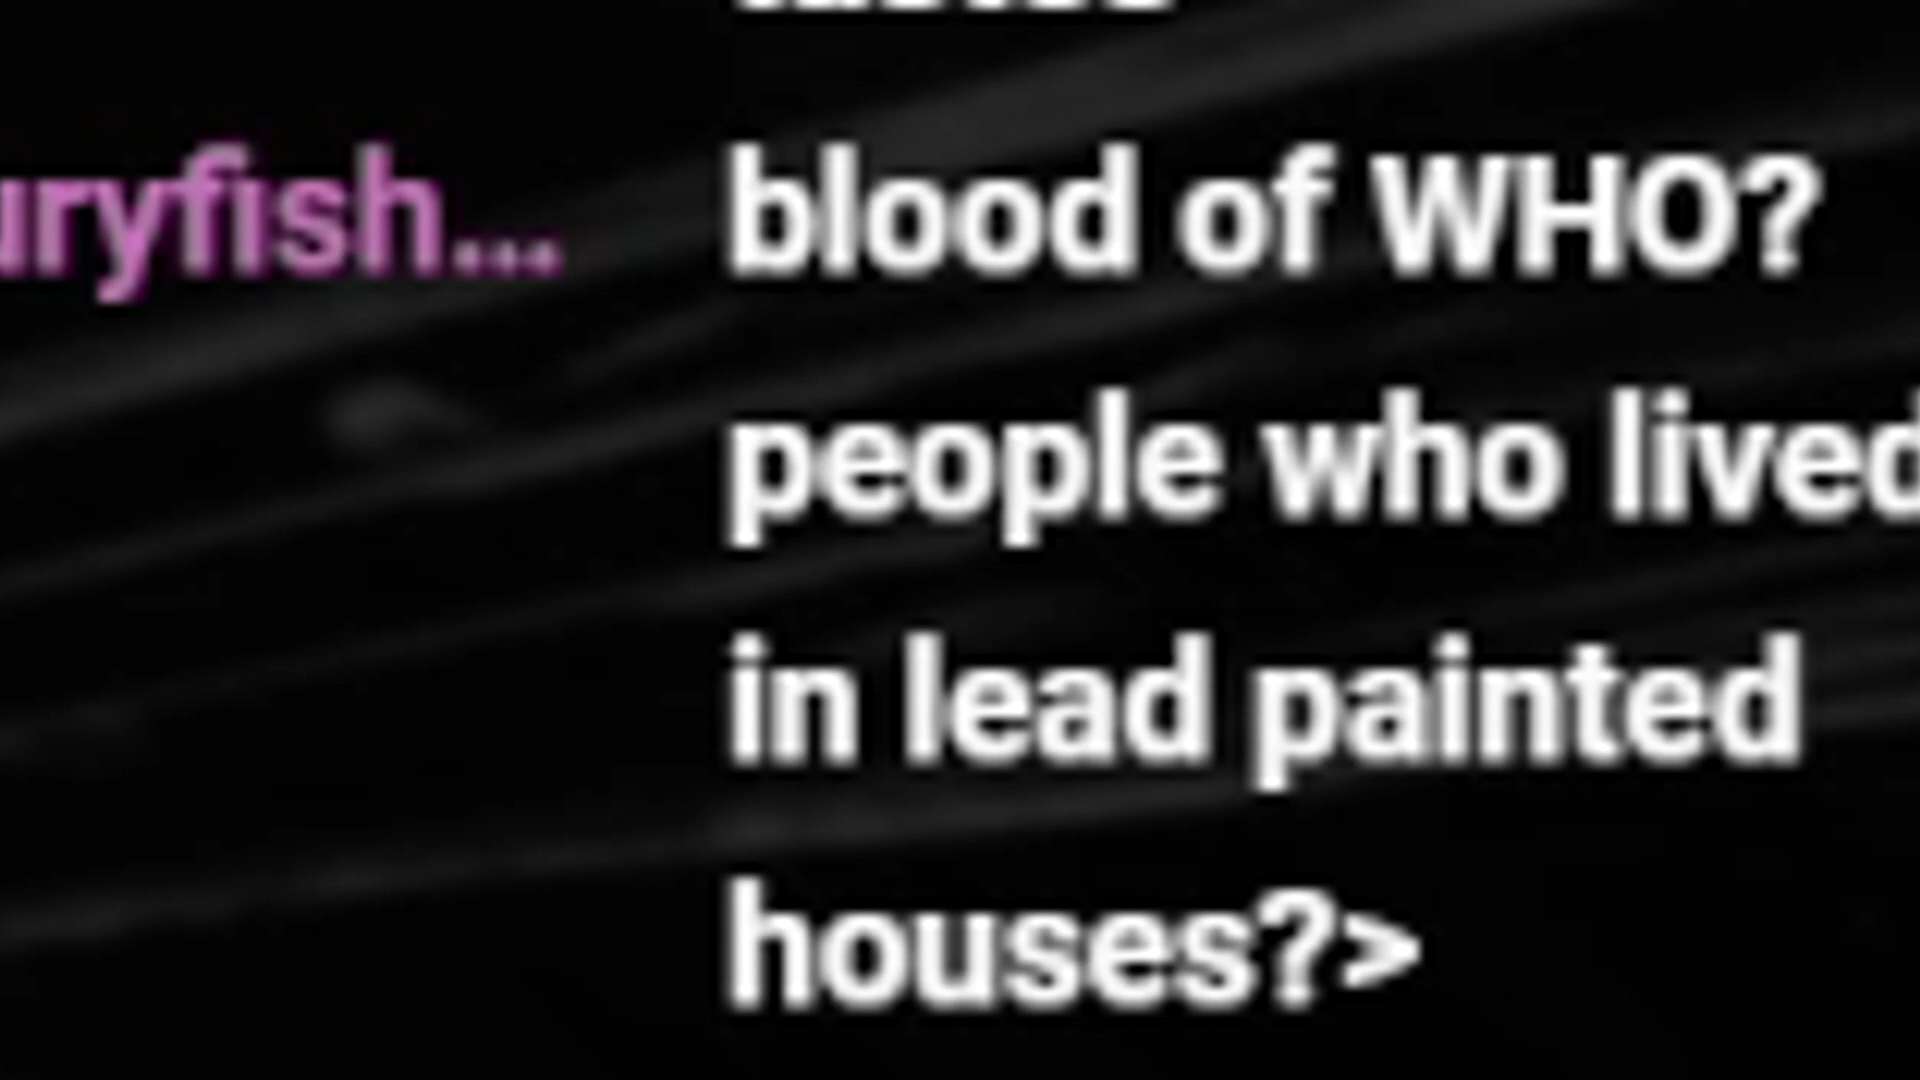 uryfish... blood of WHO?
people who lived
in lead painted
houses?>